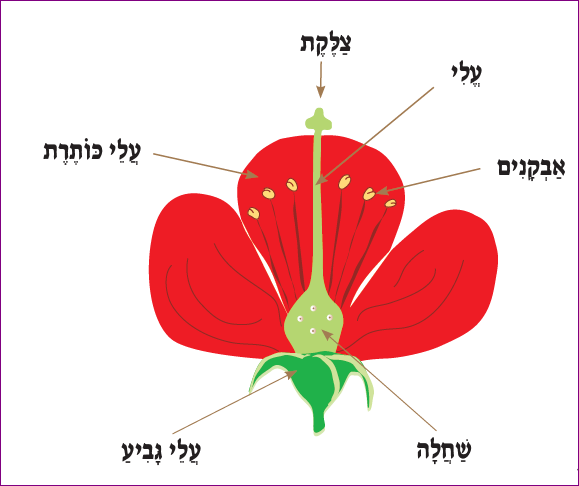 צַלֶּקֶת
עֱלִי
עֲלֵי כּוֹתֶרֶת
אַבְקָנִים
עֲלֵי גָּבִיעַ
שַׁחֲלָה